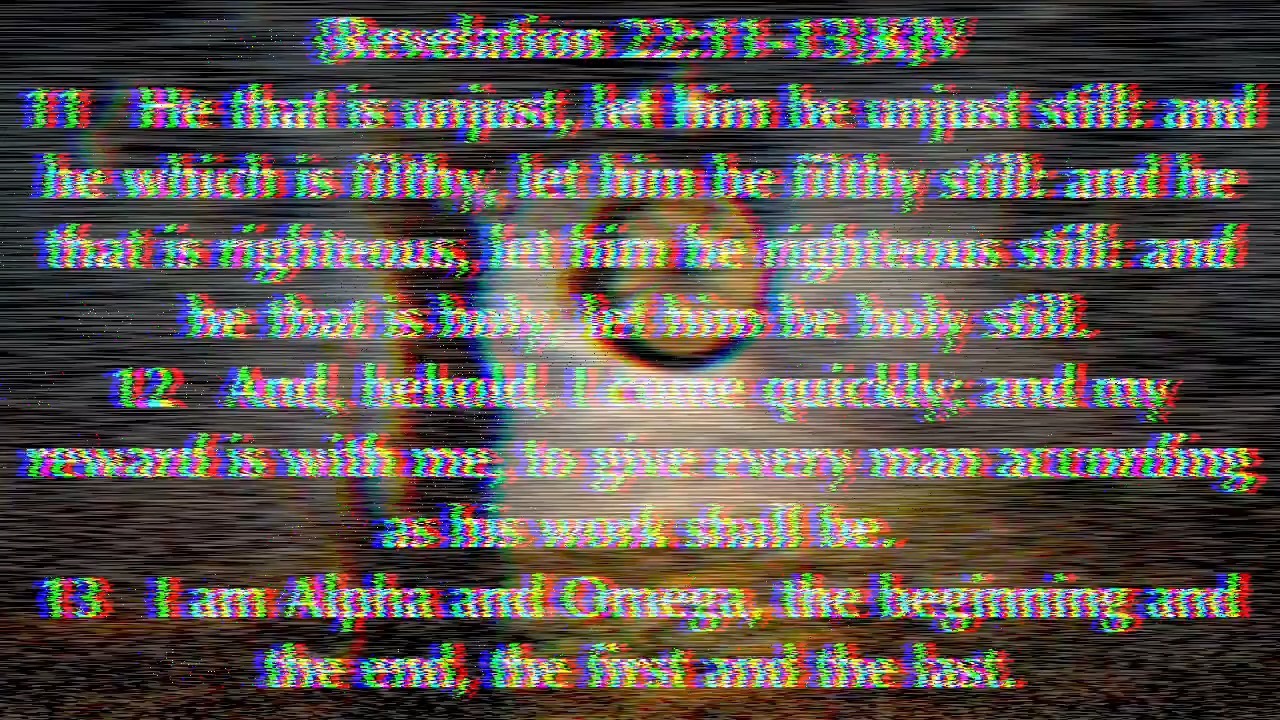 Revelation 22:11-13 KJV
11 He that is unjust, let him be unjust still: and
he which is filthy, let him be filthy still: and he
that is righteous, let him be righteous still: and
he that is holy, let him be holy still.
12 And, behold, I come quickly; and my
reward is with me, to give every man according
as his work shall be.
13 I am Alpha and Omega, the beginning and
the end, the first and the last.